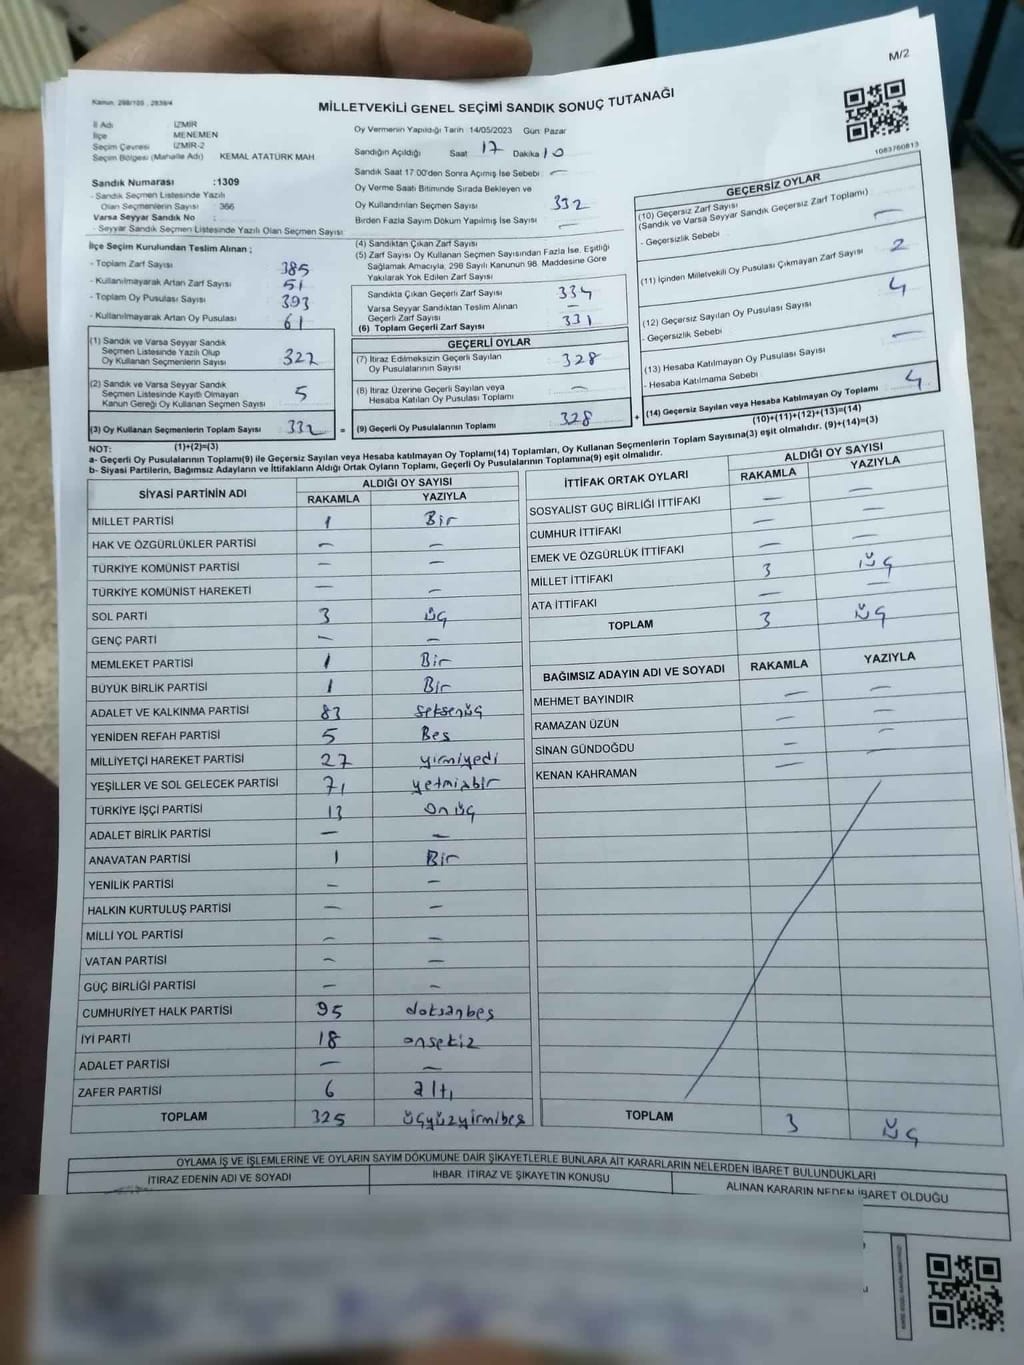 M/2
Kanun: 298/105 , 2839/4
MİLLETVEKİLİ GENEL SEÇİMİ SANDIK SONUÇ TUTANAĞI
İl Adı İZMİR
İlçe MENEMEN
Seçim Çevresi İZMİR-2
Seçim Bölgesi (Mahalle Adı) KEMAL ATATÜRK MAH
Oy Vermenin Yapıldığı Tarih 14/05/2023 Gün: Pazar
Sandığın Açıldığı Saat 17 Dakika 10
1083760813
Sandık Numarası :1309
- Sandık Seçmen Listesinde Yazılı
Olan Seçmenlerin Sayısı : 366
Varsa Seyyar Sandık No :
- Seyyar Sandık Seçmen Listesinde Yazılı Olan Seçmen Sayısı:
Sandık Saat 17:00'den Sonra Açılmış İse Sebebi : —
Oy Verme Saati Bitiminde Sırada Bekleyen ve
Oy Kullandırılan Seçmen Sayısı 332
Birden Fazla Sayım Döküm Yapılmış İse Sayısı : —
GEÇERSİZ OYLAR
(10) Geçersiz Zarf Sayısı
(Sandık ve Varsa Seyyar Sandık Geçersiz Zarf Toplamı) —
- Geçersizlik Sebebi
(11) İçinden Milletvekili Oy Pusulası Çıkmayan Zarf Sayısı 2
(12) Geçersiz Sayılan Oy Pusulası Sayısı 4
- Geçersizlik Sebebi
(13) Hesaba Katılmayan Oy Pusulası Sayısı —
- Hesaba Katılmama Sebebi
(14) Geçersiz Sayılan veya Hesaba Katılmayan Oy Toplamı 4
(10)+(11)+(12)+(13)=(14)
İlçe Seçim Kurulundan Teslim Alınan ;
- Toplam Zarf Sayısı 385
- Kullanılmayarak Artan Zarf Sayısı 51
- Toplam Oy Pusulası Sayısı 393
- Kullanılmayarak Artan Oy Pusulası 61
(1) Sandık ve Varsa Seyyar Sandık
Seçmen Listesinde Yazılı Olup
Oy Kullanan Seçmenlerin Sayısı 327
(2) Sandık ve Varsa Seyyar Sandık
Seçmen Listesinde Kayıtlı Olmayan
Kanun Gereği Oy Kullanan Seçmen Sayısı : 5
(3) Oy Kullanan Seçmenlerin Toplam Sayısı 332
(1)+(2)=(3)
(4) Sandıktan Çıkan Zarf Sayısı
(5) Zarf Sayısı Oy Kullanan Seçmen Sayısından Fazla İse, Eşitliği
Sağlamak Amacıyla, 298 Sayılı Kanunun 98. Maddesine Göre
Yakılarak Yok Edilen Zarf Sayısı
Sandıkta Çıkan Geçerli Zarf Sayısı 334
Varsa Seyyar Sandıktan Teslim Alınan
Geçerli Zarf Sayısı —
(6) Toplam Geçerli Zarf Sayısı 331
GEÇERLİ OYLAR
(7) İtiraz Edilmeksizin Geçerli Sayılan
Oy Pusulalarının Sayısı 328
(8) İtiraz Üzerine Geçerli Sayılan veya
Hesaba Katılan Oy Pusulası Toplamı —
= (9) Geçerli Oy Pusulalarının Toplamı 328 +
NOT:
a- Geçerli Oy Pusulalarının Toplamı(9) ile Geçersiz Sayılan veya Hesaba katılmayan Oy Toplamı(14) Toplamları, Oy Kullanan Seçmenlerin Toplam Sayısına(3) eşit olmalıdır. (9)+(14)=(3)
b- Siyasi Partilerin, Bağımsız Adayların ve İttifakların Aldığı Ortak Oyların Toplamı, Geçerli Oy Pusulalarının Toplamına(9) eşit olmalıdır.
SİYASİ PARTİNİN ADI ALDIĞI OY SAYISI
RAKAMLA YAZIYLA
MİLLET PARTİSİ 1 Bir
HAK VE ÖZGÜRLÜKLER PARTİSİ — —
TÜRKİYE KOMÜNİST PARTİSİ — —
TÜRKİYE KOMÜNİST HAREKETİ — —
SOL PARTİ 3 üç
GENÇ PARTİ — —
MEMLEKET PARTİSİ 1 Bir
BÜYÜK BİRLİK PARTİSİ 1 Bir
ADALET VE KALKINMA PARTİSİ 83 seksenüç
YENİDEN REFAH PARTİSİ 5 Beş
MİLLİYETÇİ HAREKET PARTİSİ 27 yirmiyedi
YEŞİLLER VE SOL GELECEK PARTİSİ 71 yetmişbir
TÜRKİYE İŞÇİ PARTİSİ 13 onüç
ADALET BİRLİK PARTİSİ — —
ANAVATAN PARTİSİ 1 Bir
YENİLİK PARTİSİ — —
HALKIN KURTULUŞ PARTİSİ — —
MİLLİ YOL PARTİSİ — —
VATAN PARTİSİ — —
GÜÇ BİRLİĞİ PARTİSİ — —
CUMHURİYET HALK PARTİSİ 95 doksanbeş
İYİ PARTİ 18 onsekiz
ADALET PARTİSİ — —
ZAFER PARTİSİ 6 altı
TOPLAM 325 üçyüzyirmibeş
İTTİFAK ORTAK OYLARI ALDIĞI OY SAYISI
RAKAMLA YAZIYLA
SOSYALİST GÜÇ BİRLİĞİ İTTİFAKI — —
CUMHUR İTTİFAKI — —
EMEK VE ÖZGÜRLÜK İTTİFAKI — —
MİLLET İTTİFAKI 3 üç
ATA İTTİFAKI — —
TOPLAM 3 üç
BAĞIMSIZ ADAYIN ADI VE SOYADI RAKAMLA YAZIYLA
MEHMET BAYINDIR — —
RAMAZAN ÜZÜN — —
SİNAN GÜNDOĞDU — —
KENAN KAHRAMAN —
TOPLAM 3 üç
OYLAMA İŞ VE İŞLEMLERİNE VE OYLARIN SAYIM DÖKÜMÜNE DAİR ŞİKAYETLERLE BUNLARA AİT KARARLARIN NELERDEN İBARET BULUNDUKLARI
İTİRAZ EDENİN ADI VE SOYADI İHBAR, İTİRAZ VE ŞİKAYETİN KONUSU ALINAN KARARIN NEDEN İBARET OLDUĞU